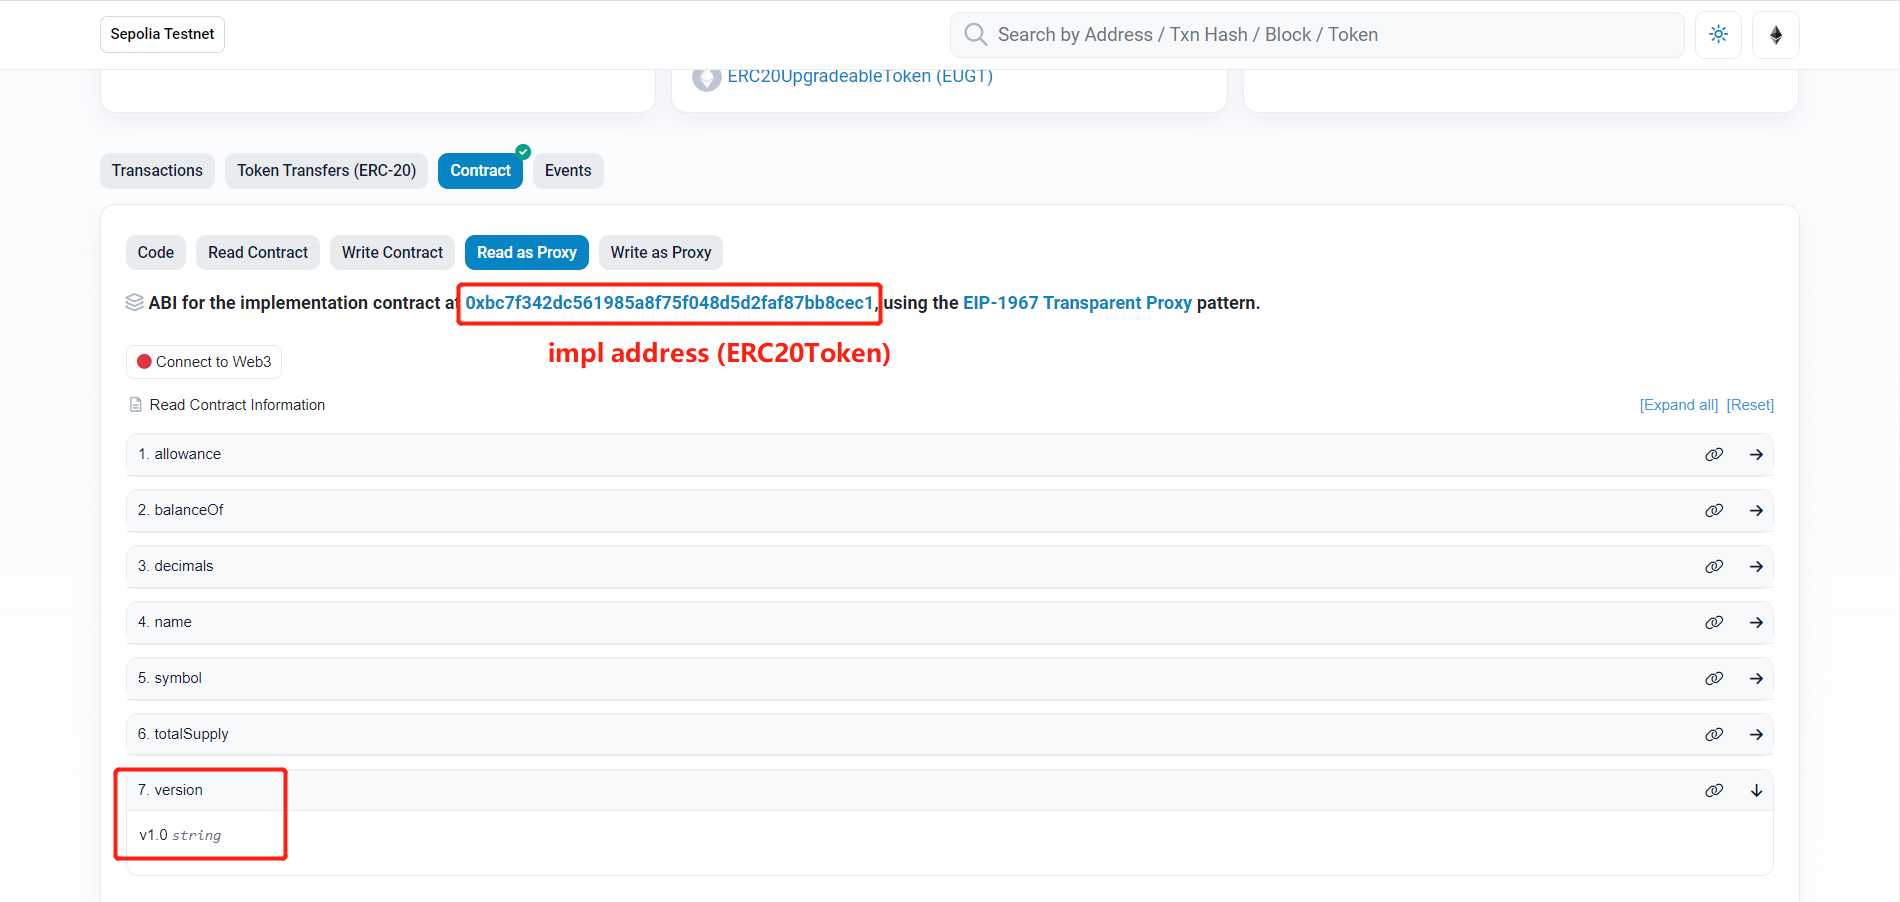 Sepolia Testnet
Search by Address / Txn Hash / Block / Token
ERC20UpgradeableToken (EUGT)
Transactions
Token Transfers (ERC-20)
Contract
Events
Code
Read Contract
Write Contract
Read as Proxy
Write as Proxy
ABI for the implementation contract at 0xbc7f342dc561985a8f75f048d5d2faf87bb8cec1, using the EIP-1967 Transparent Proxy pattern.
impl address (ERC20Token)
Connect to Web3
Read Contract Information
[Expand all] [Reset]
1. allowance
2. balanceOf
3. decimals
4. name
5. symbol
6. totalSupply
7. version
v1.0 string